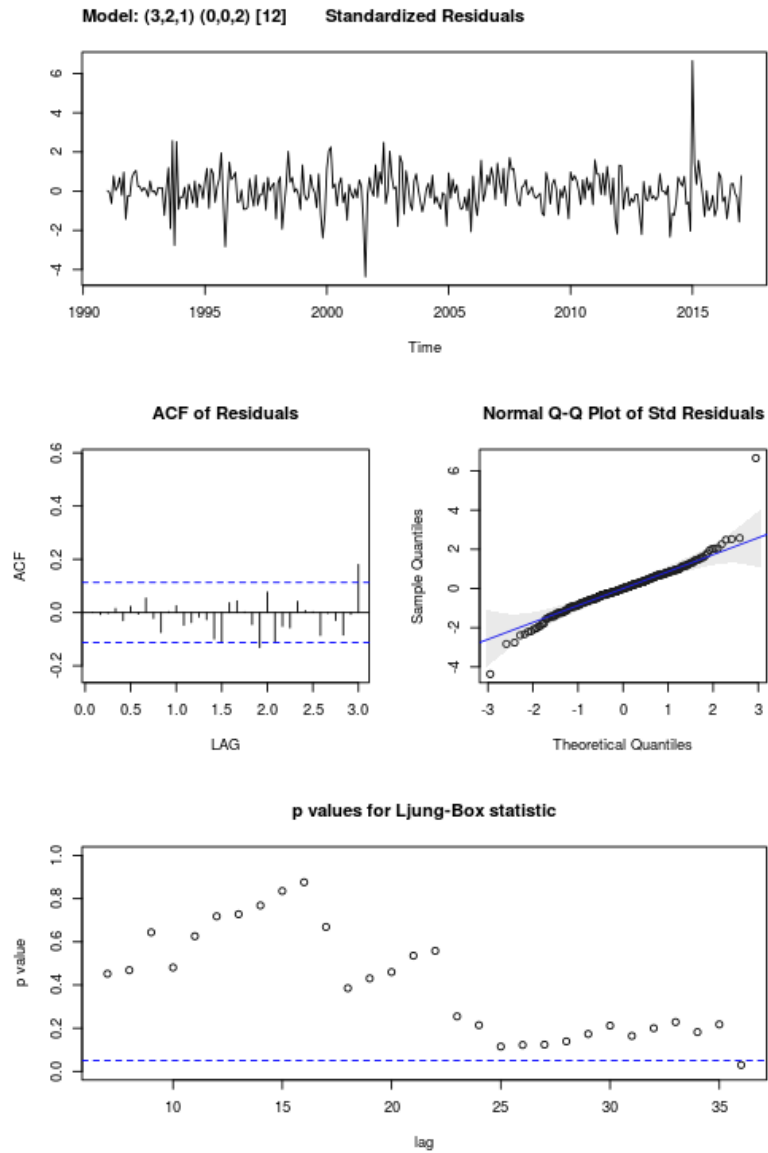 Model: (3,2,1) (0,0,2) [12] Standardized Residuals
6
4
2
0
-2
-4
1990 1995 2000 2005 2010 2015
Time
ACF of Residuals
ACF
0.6
0.4
0.2
0.0
-0.2
0.0 0.5 1.0 1.5 2.0 2.5 3.0
LAG
Normal Q-Q Plot of Std Residuals
Sample Quantiles
6
4
2
0
-2
-4
-3 -2 -1 0 1 2 3
Theoretical Quantiles
p values for Ljung-Box statistic
p value
1.0
0.8
0.6
0.4
0.2
0.0
10 15 20 25 30 35
lag